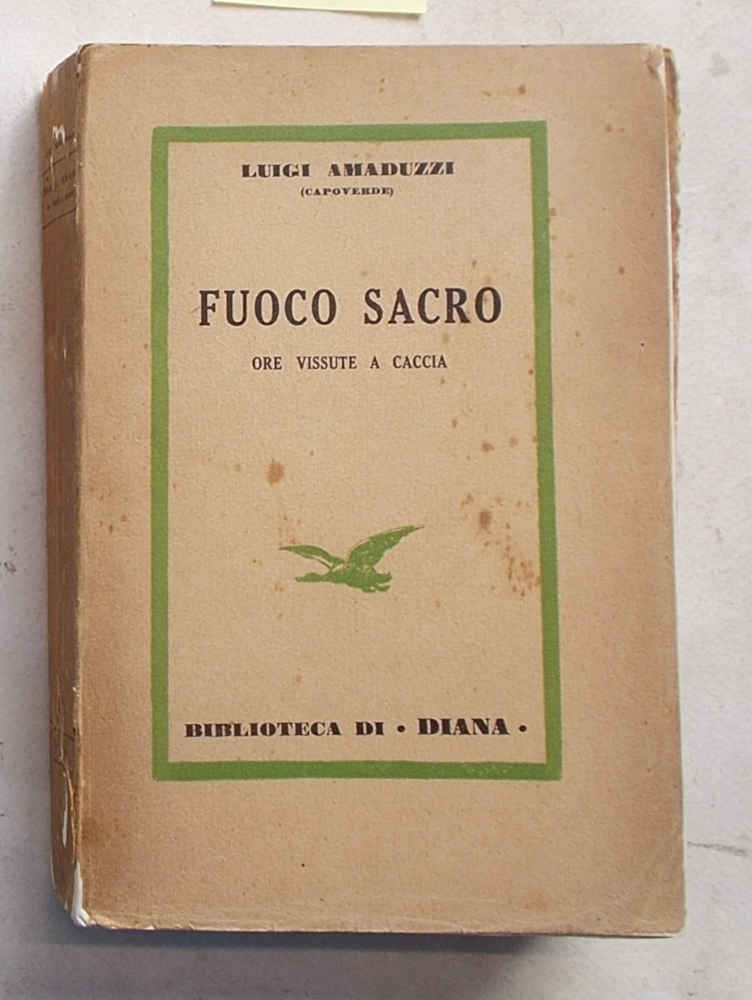 LUIGI AMADUZZI
(CAPOVERDE)
FUOCO SACRO
ORE VISSUTE A CACCIA
BIBLIOTECA DI • DIANA •